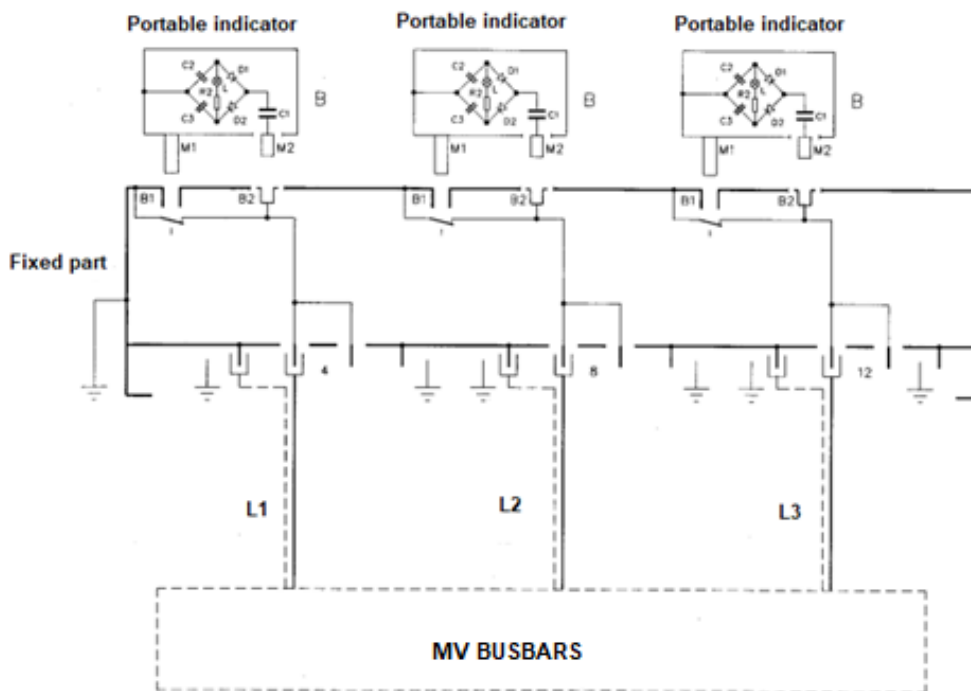 Portable indicator Portable indicator Portable indicator
C2 D1 R2 L C3 D2 C1 B
C2 D1 R2 L C3 D2 C1 B
C2 D1 R2 L C3 D2 C1 B
M1 M2 M1 M2 M1 M2
B1 B2 B1 B2 B1 B2
I I I
Fixed part
4 8 12
L1 L2 L3
MV BUSBARS